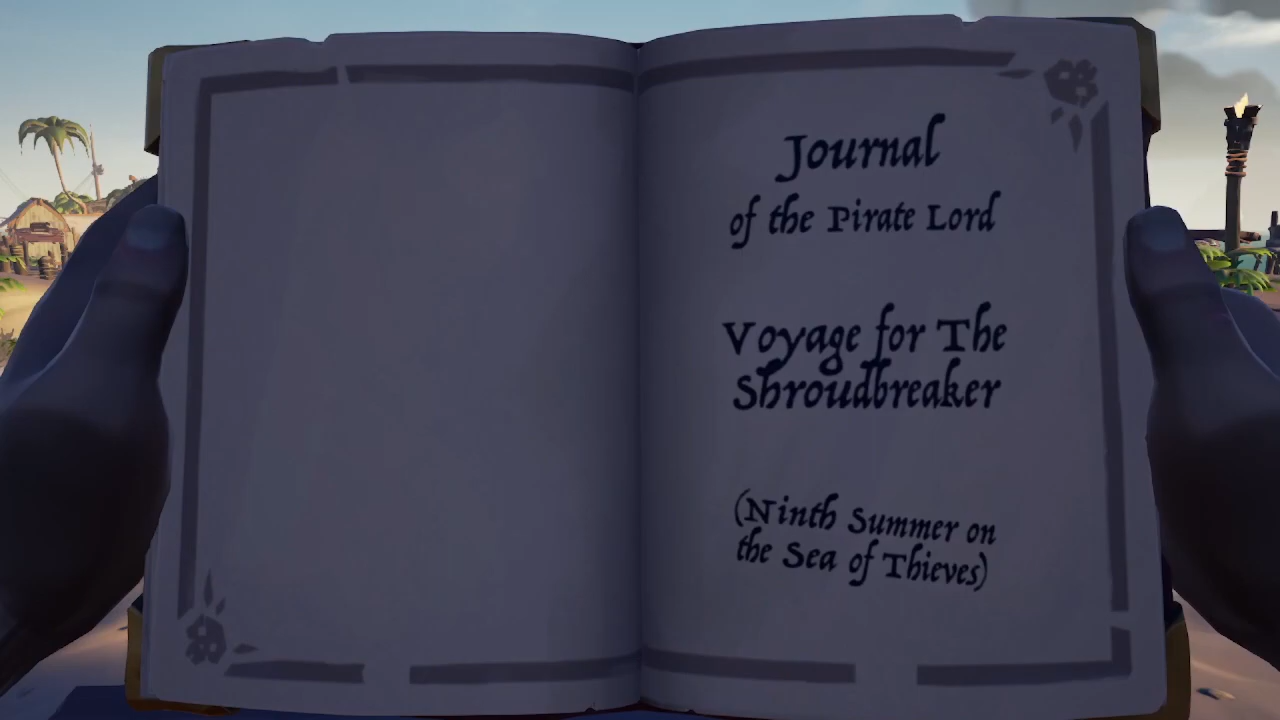 Journal
of the Pirate Lord
Voyage for The
Shroudbreaker
(Ninth Summer on
the Sea of Thieves)